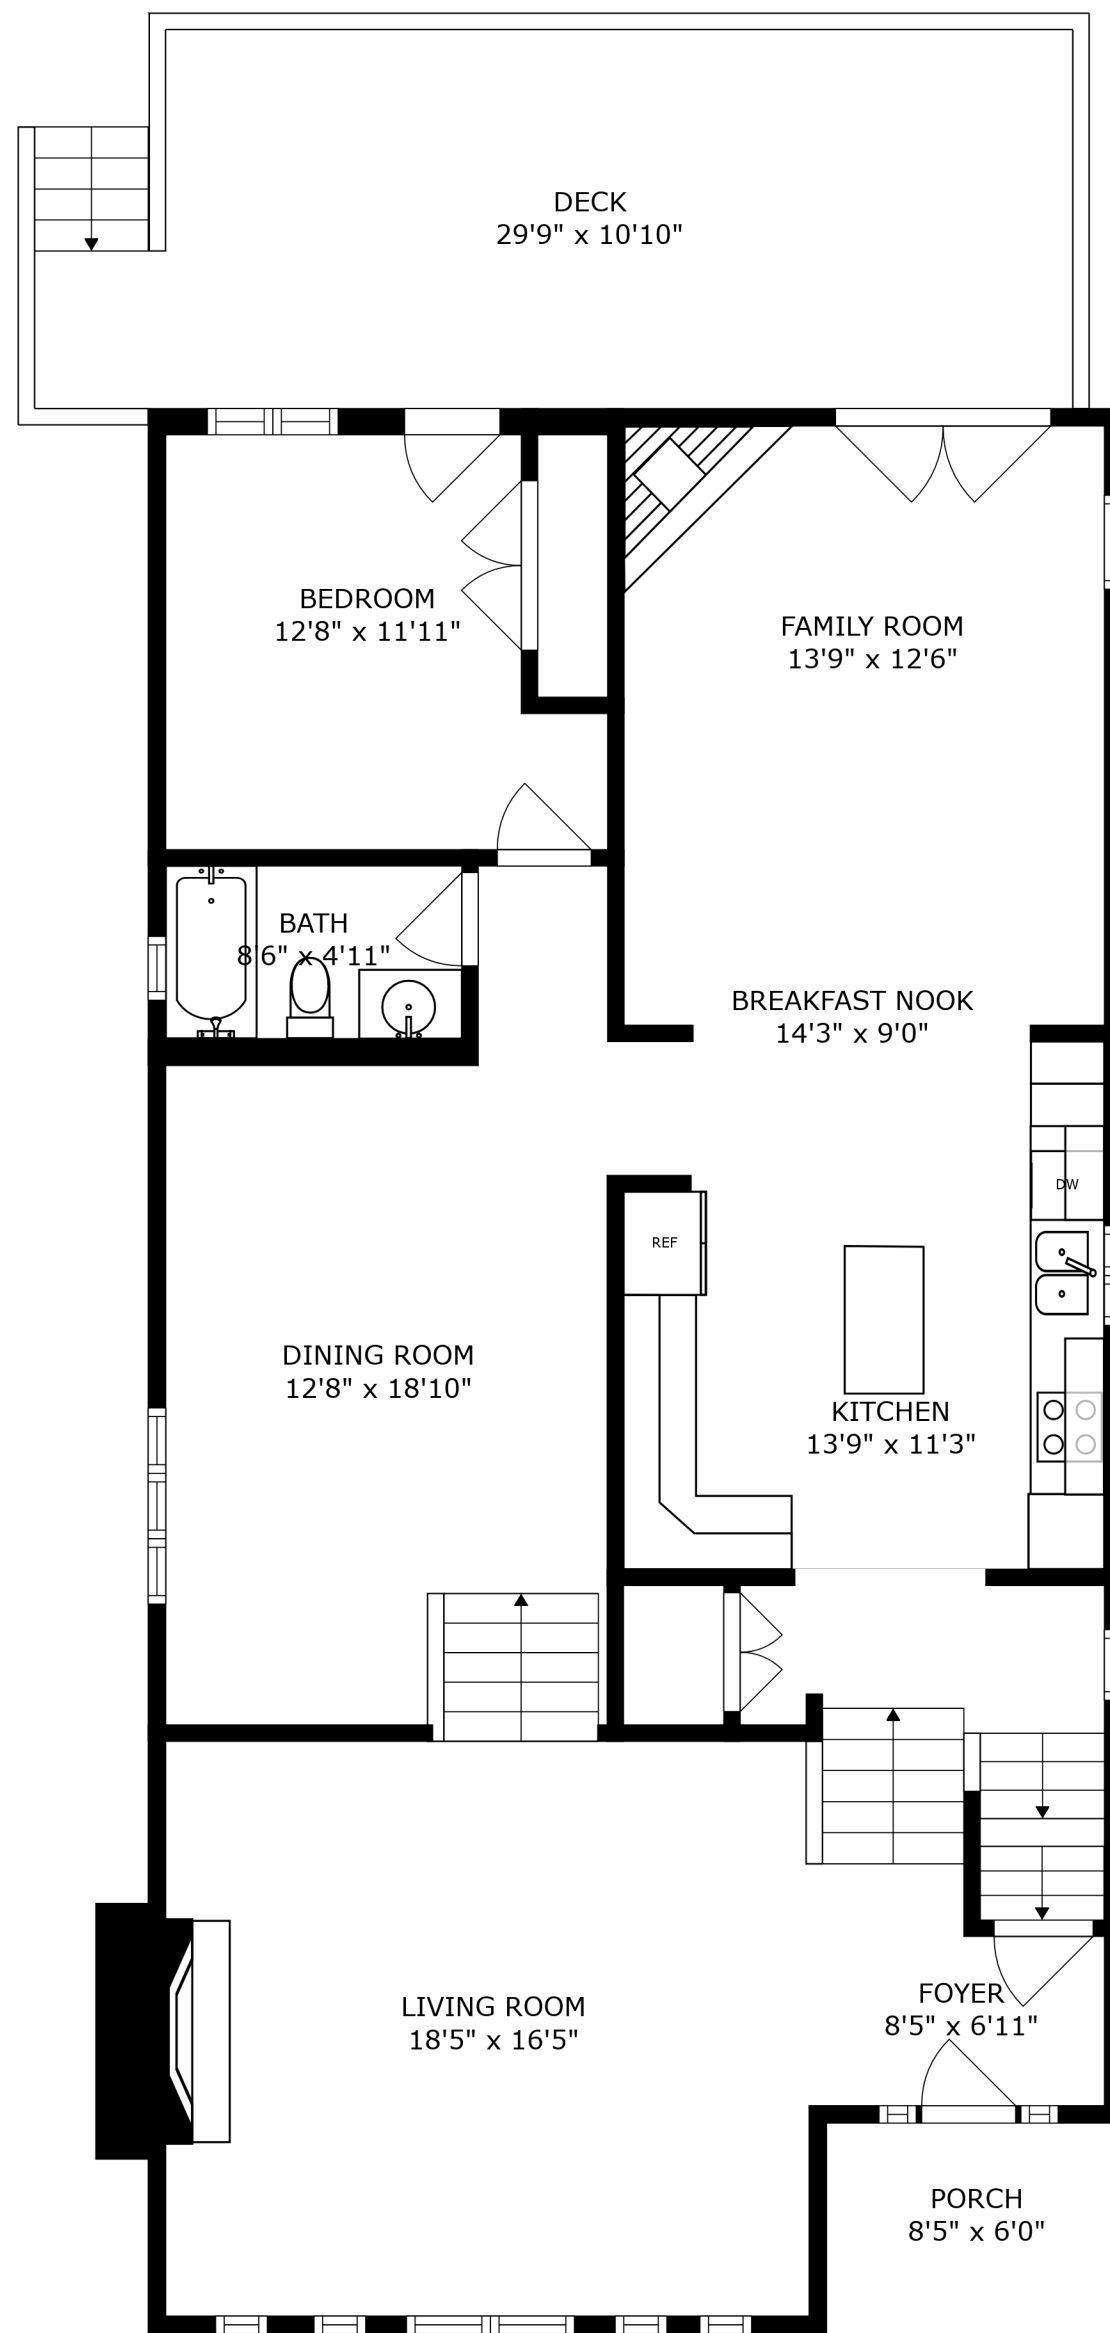 DECK
29'9" x 10'10"
BEDROOM
12'8" x 11'11"
FAMILY ROOM
13'9" x 12'6"
BATH
8'6" x 4'11"
BREAKFAST NOOK
14'3" x 9'0"
DW
REF
DINING ROOM
12'8" x 18'10"
KITCHEN
13'9" x 11'3"
LIVING ROOM
18'5" x 16'5"
FOYER
8'5" x 6'11"
PORCH
8'5" x 6'0"